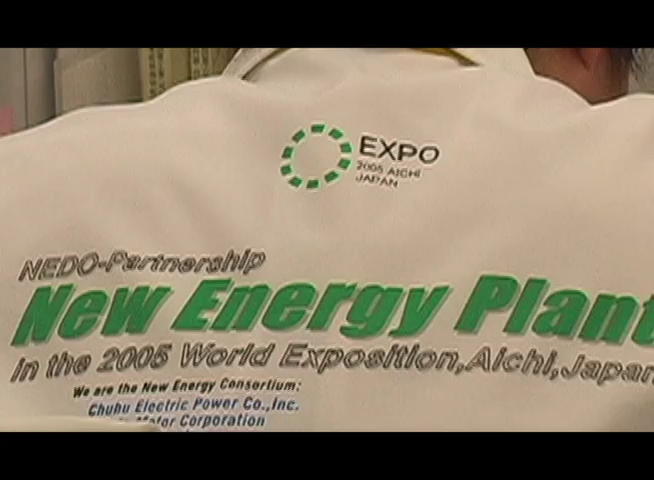 EXPO
2005 AICHI
JAPAN
NEDO-Partnership
New Energy Plant
in the 2005 World Exposition, Aichi, Japan
We are the New Energy Consortium;
Chuhu Electric Power Co.,Inc.
Motor Corporation